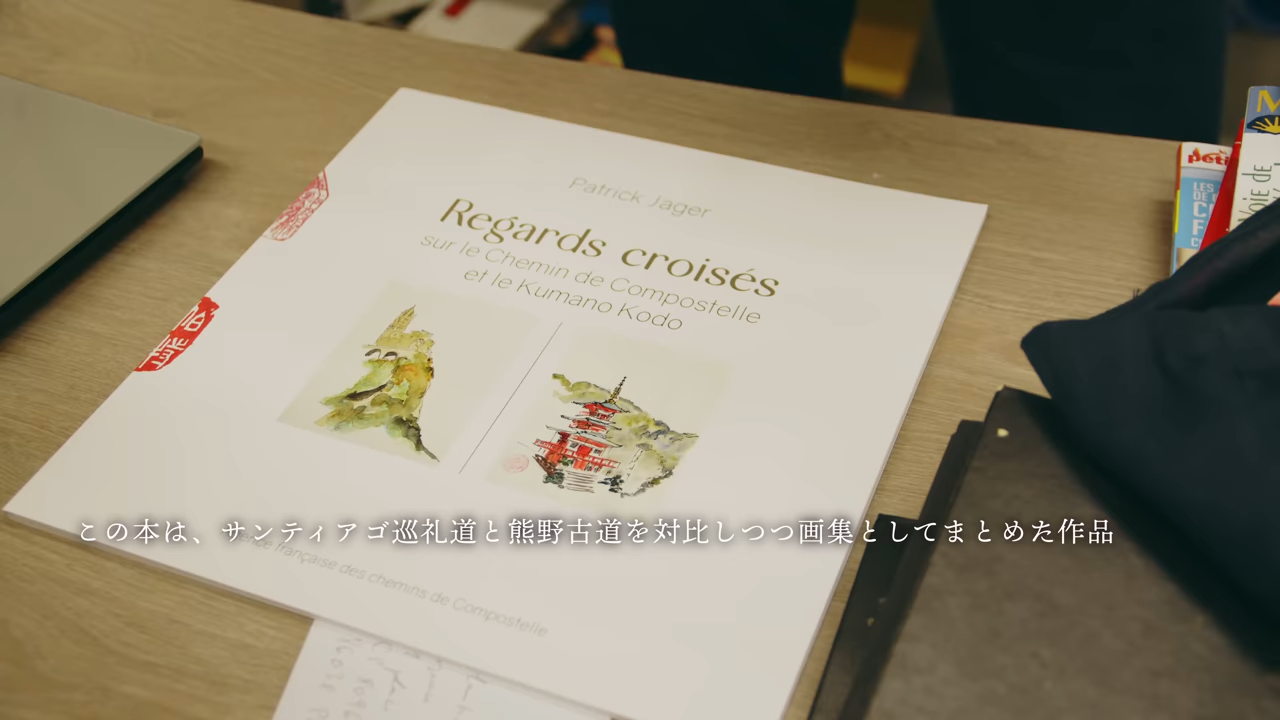 Patrick Jager
Regards croisés
sur le Chemin de Compostelle
et le Kumano Kodo
この本は、サンティアゴ巡礼道と熊野古道を対比しつつ画集としてまとめた作品
française des chemins de Compostelle
LES